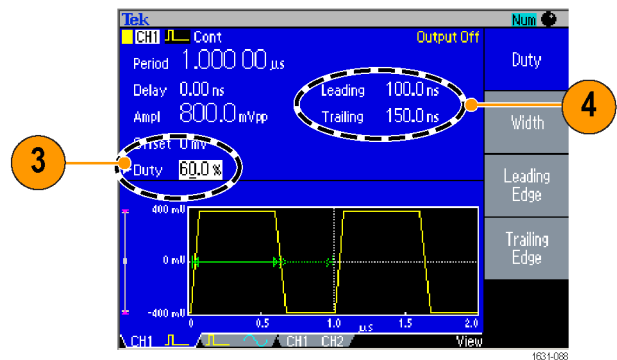 Tek Num
CH1 Cont Output Off
Period 1.000 00 µs
Delay 0.00 ns
Ampl 800.0 mVpp
Offset 0 mV
Duty 60.0 %
Leading 100.0 ns
Trailing 150.0 ns
3
4
Duty
Width
Leading
Edge
Trailing
Edge
400 mV
0 mV
-400 mV
0 0.5 1.0 µs 1.5 2.0
CH1 CH1 CH2 View
1631-088